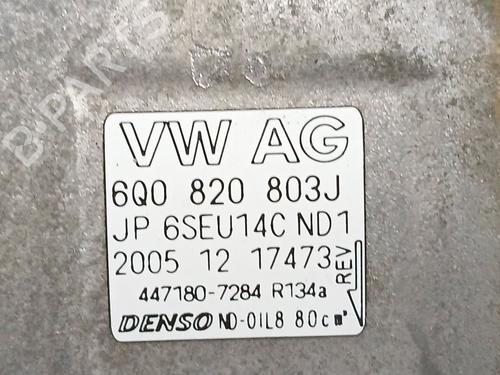 B-PARTS
VW AG
6Q0 820 803J
JP 6SEU14C ND1
2005 12 17473
REV
447180-7284 R134a
DENSO ND-OIL8 80cm³